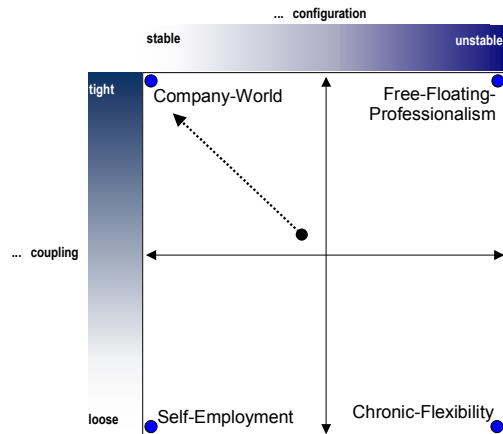 ... configuration
stable
unstable
tight
Company-World
Free-Floating-
Professionalism
... coupling
loose
Self-Employment
Chronic-Flexibility